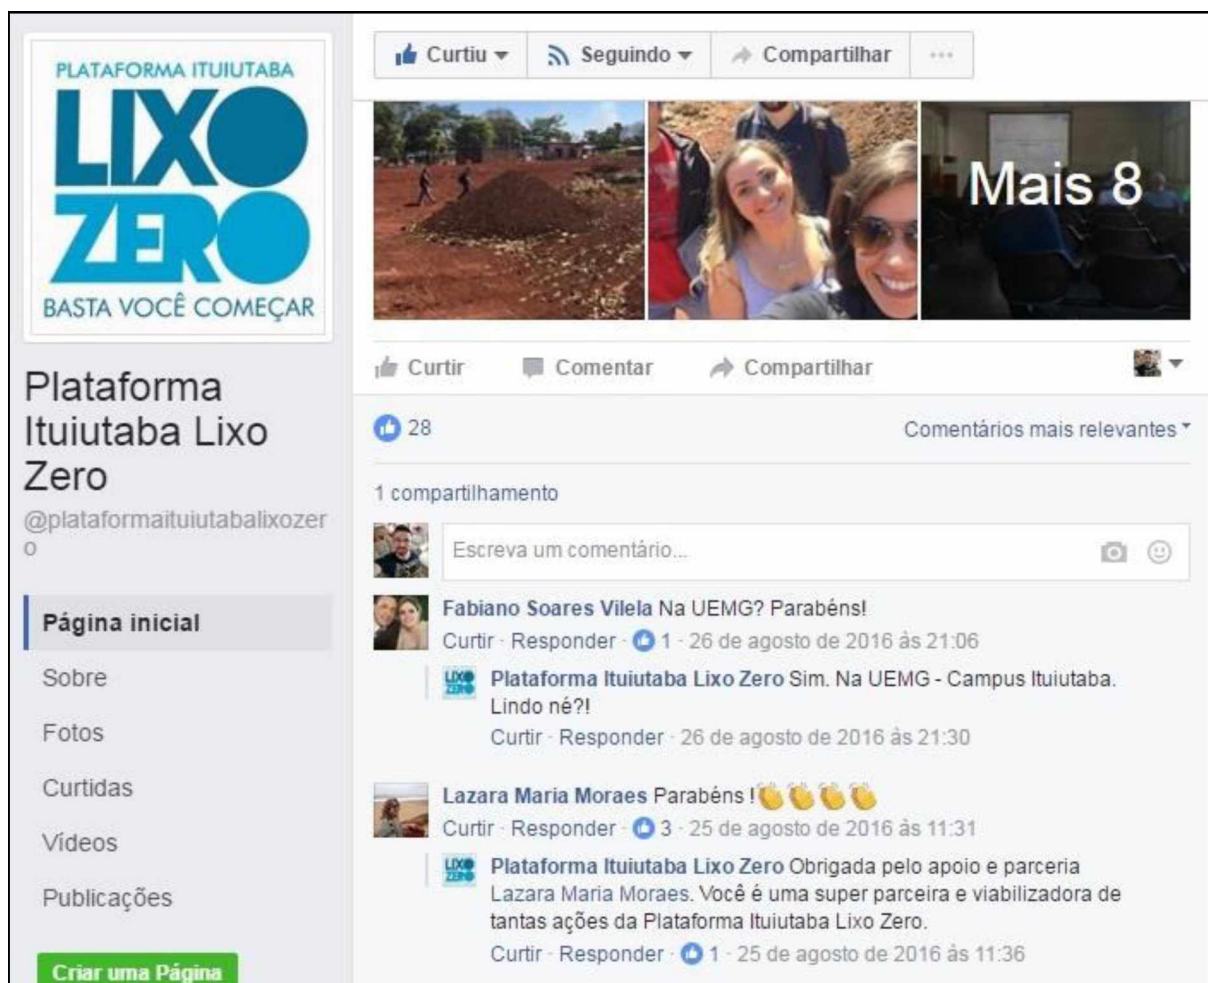 PLATAFORMA ITUIUTABA
LIXO
ZERO
BASTA VOCÊ COMEÇAR
Plataforma
Ituiutaba Lixo
Zero
@plataformaituiutabalixozer
o
Página inicial
Sobre
Fotos
Curtidas
Vídeos
Publicações
Criar uma Página
Curtiu Seguindo Compartilhar ...
Mais 8
Curtir Comentar Compartilhar
28 Comentários mais relevantes
1 compartilhamento
Escreva um comentário...
Fabiano Soares Vilela Na UEMG? Parabéns!
Curtir · Responder · 1 · 26 de agosto de 2016 às 21:06
LIXO ZERO Plataforma Ituiutaba Lixo Zero Sim. Na UEMG - Campus Ituiutaba.
Lindo né?!
Curtir · Responder · 26 de agosto de 2016 às 21:30
Lazara Maria Moraes Parabéns !👏👏👏👏
Curtir · Responder · 3 · 25 de agosto de 2016 às 11:31
LIXO ZERO Plataforma Ituiutaba Lixo Zero Obrigada pelo apoio e parceria
Lazara Maria Moraes. Você é uma super parceira e viabilizadora de
tantas ações da Plataforma Ituiutaba Lixo Zero.
Curtir · Responder · 1 · 25 de agosto de 2016 às 11:36